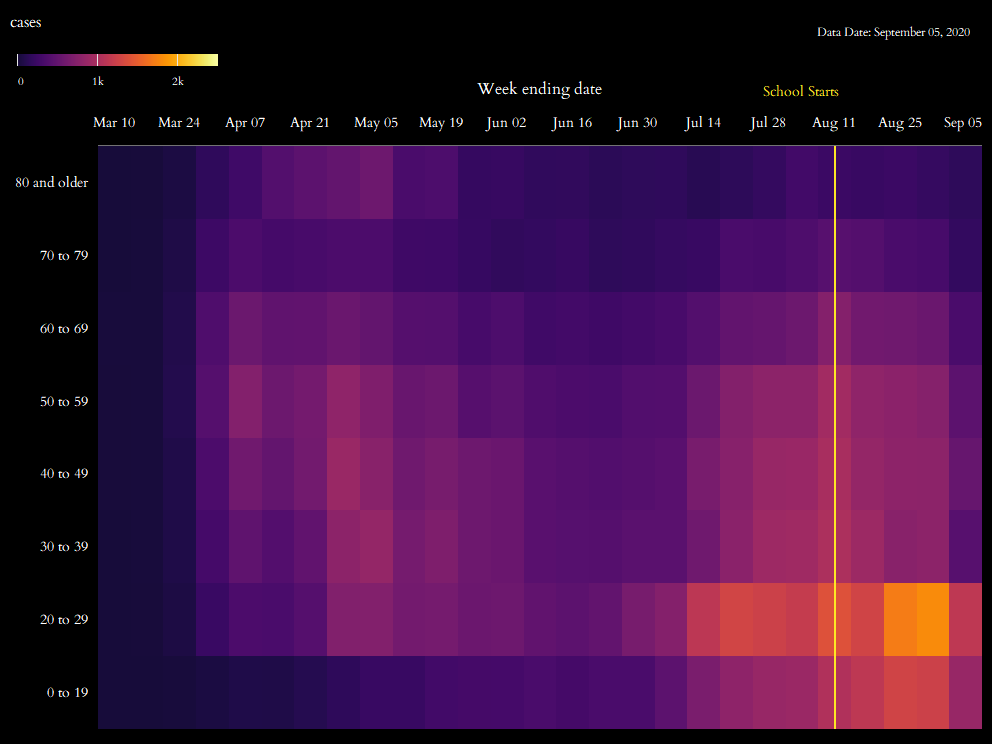 cases
Data Date: September 05, 2020
0 1k 2k
Week ending date
School Starts
Mar 10 Mar 24 Apr 07 Apr 21 May 05 May 19 Jun 02 Jun 16 Jun 30 Jul 14 Jul 28 Aug 11 Aug 25 Sep 05
80 and older
70 to 79
60 to 69
50 to 59
40 to 49
30 to 39
20 to 29
0 to 19